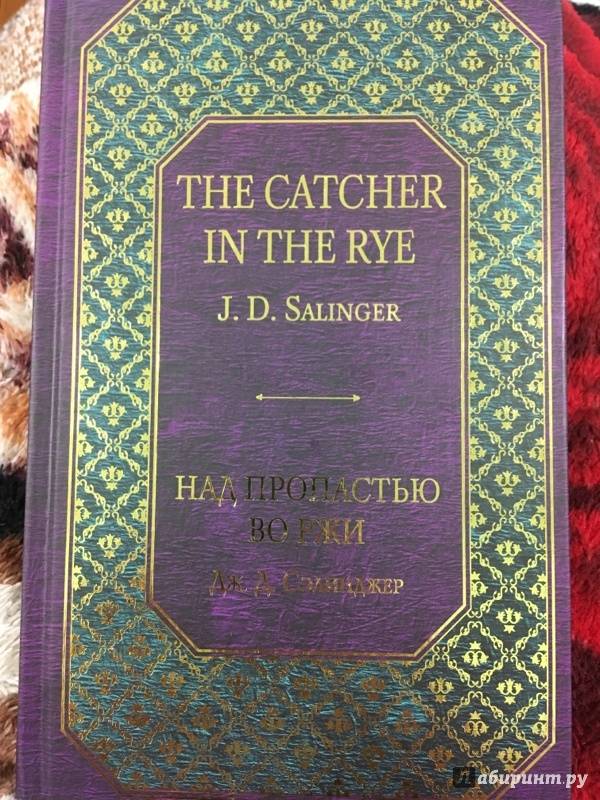 THE CATCHER
IN THE RYE
J. D. SALINGER
НАД ПРОПАСТЬЮ
ВО РЖИ
ДЖ. Д. СЭЛИНДЖЕР
Лабиринт.ру